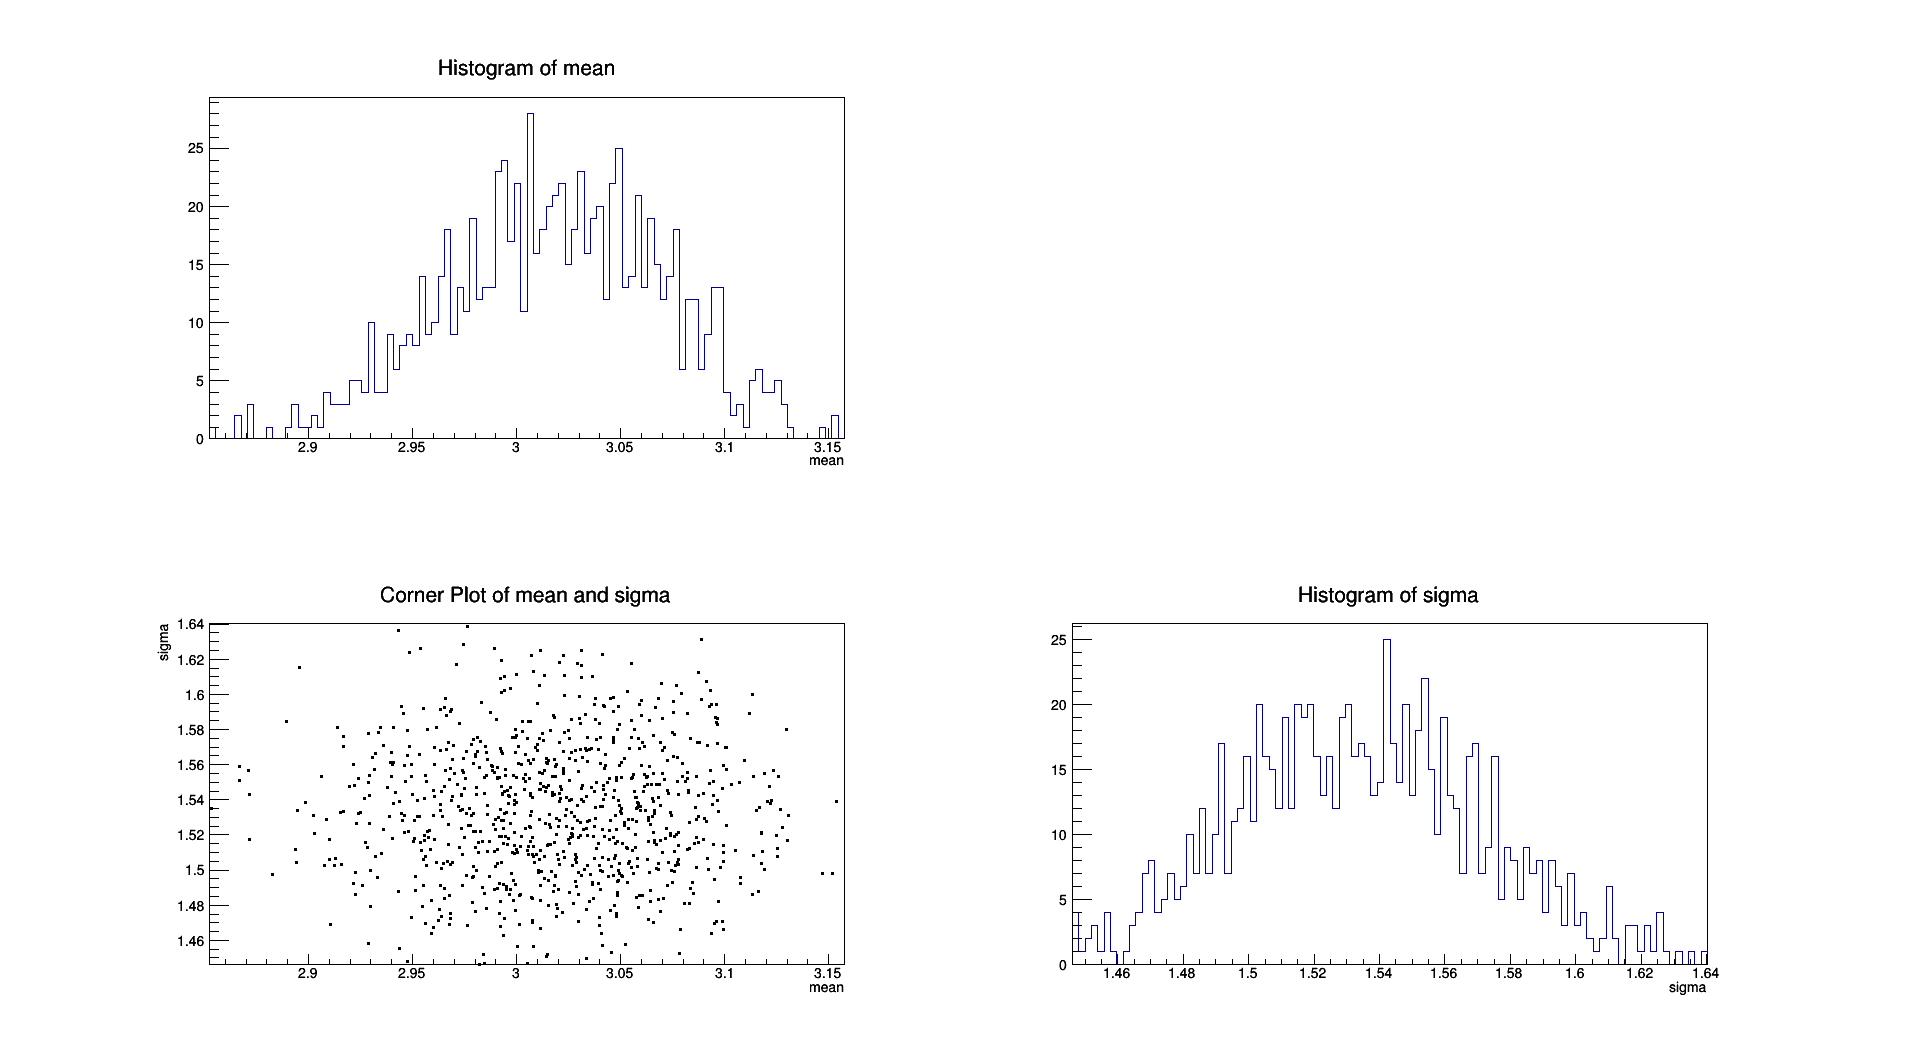 Histogram of mean
25
20
15
10
5
0
2.9 2.95 3 3.05 3.1 3.15
mean
Corner Plot of mean and sigma
sigma
1.64
1.62
1.6
1.58
1.56
1.54
1.52
1.5
1.48
1.46
2.9 2.95 3 3.05 3.1 3.15
mean
Histogram of sigma
25
20
15
10
5
0
1.46 1.48 1.5 1.52 1.54 1.56 1.58 1.6 1.62 1.64
sigma